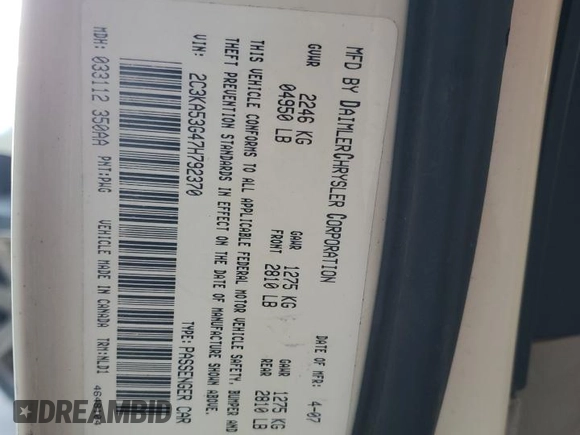 MFD BY DAIMLERCHRYSLER CORPORATION
DATE OF MFR: 4-07
GVWR 2246 KG
04950 LB
GAWR FRONT 1275 KG
2810 LB
GAWR REAR 1275 KG
2810 LB
THIS VEHICLE CONFORMS TO ALL APPLICABLE FEDERAL MOTOR VEHICLE SAFETY, BUMPER AND
THEFT PREVENTION STANDARDS IN EFFECT ON THE DATE OF MANUFACTURE SHOWN ABOVE.
VIN: 2C3KA53G47H792370
TYPE: PASSENGER CAR
MDH: 033112 350AA
PNT: PWG
VEHICLE MADE IN CANADA
TRM: NLD1
DREAMBID